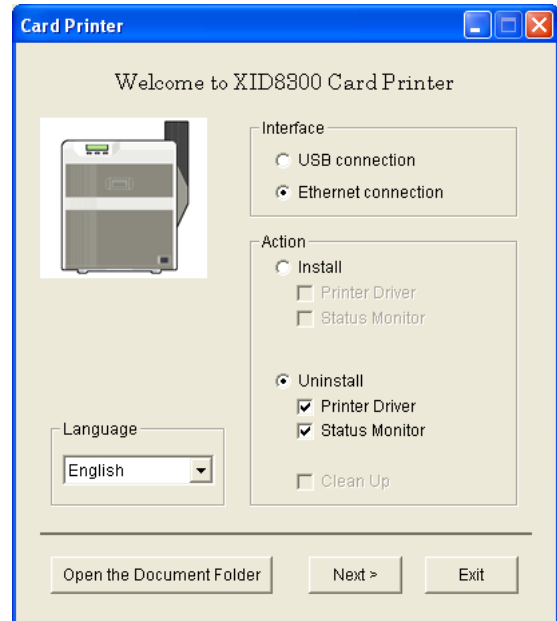 Card Printer
Welcome to XID8300 Card Printer
Interface
USB connection
Ethernet connection
Action
Install
Printer Driver
Status Monitor
Uninstall
Printer Driver
Status Monitor
Clean Up
Language
English
Open the Document Folder
Next >
Exit